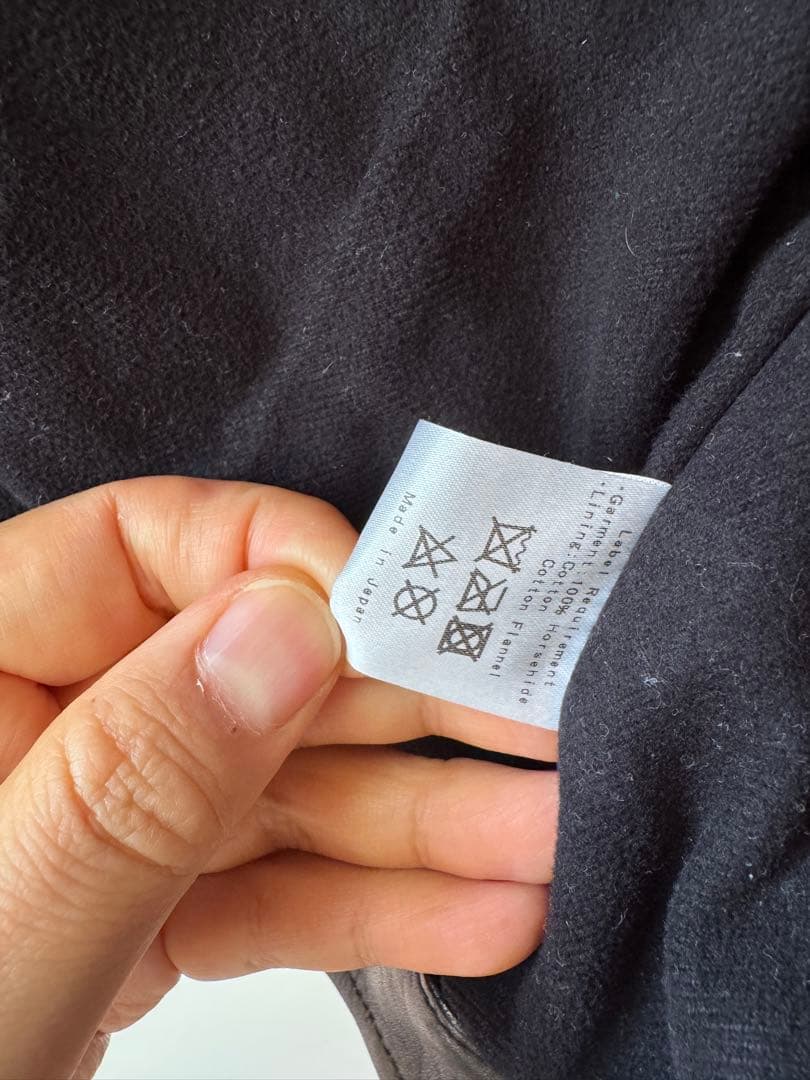 Label Requirement
・Garment: 100% Horsehide
・Lining: Cotton Flannel
Made in Japan